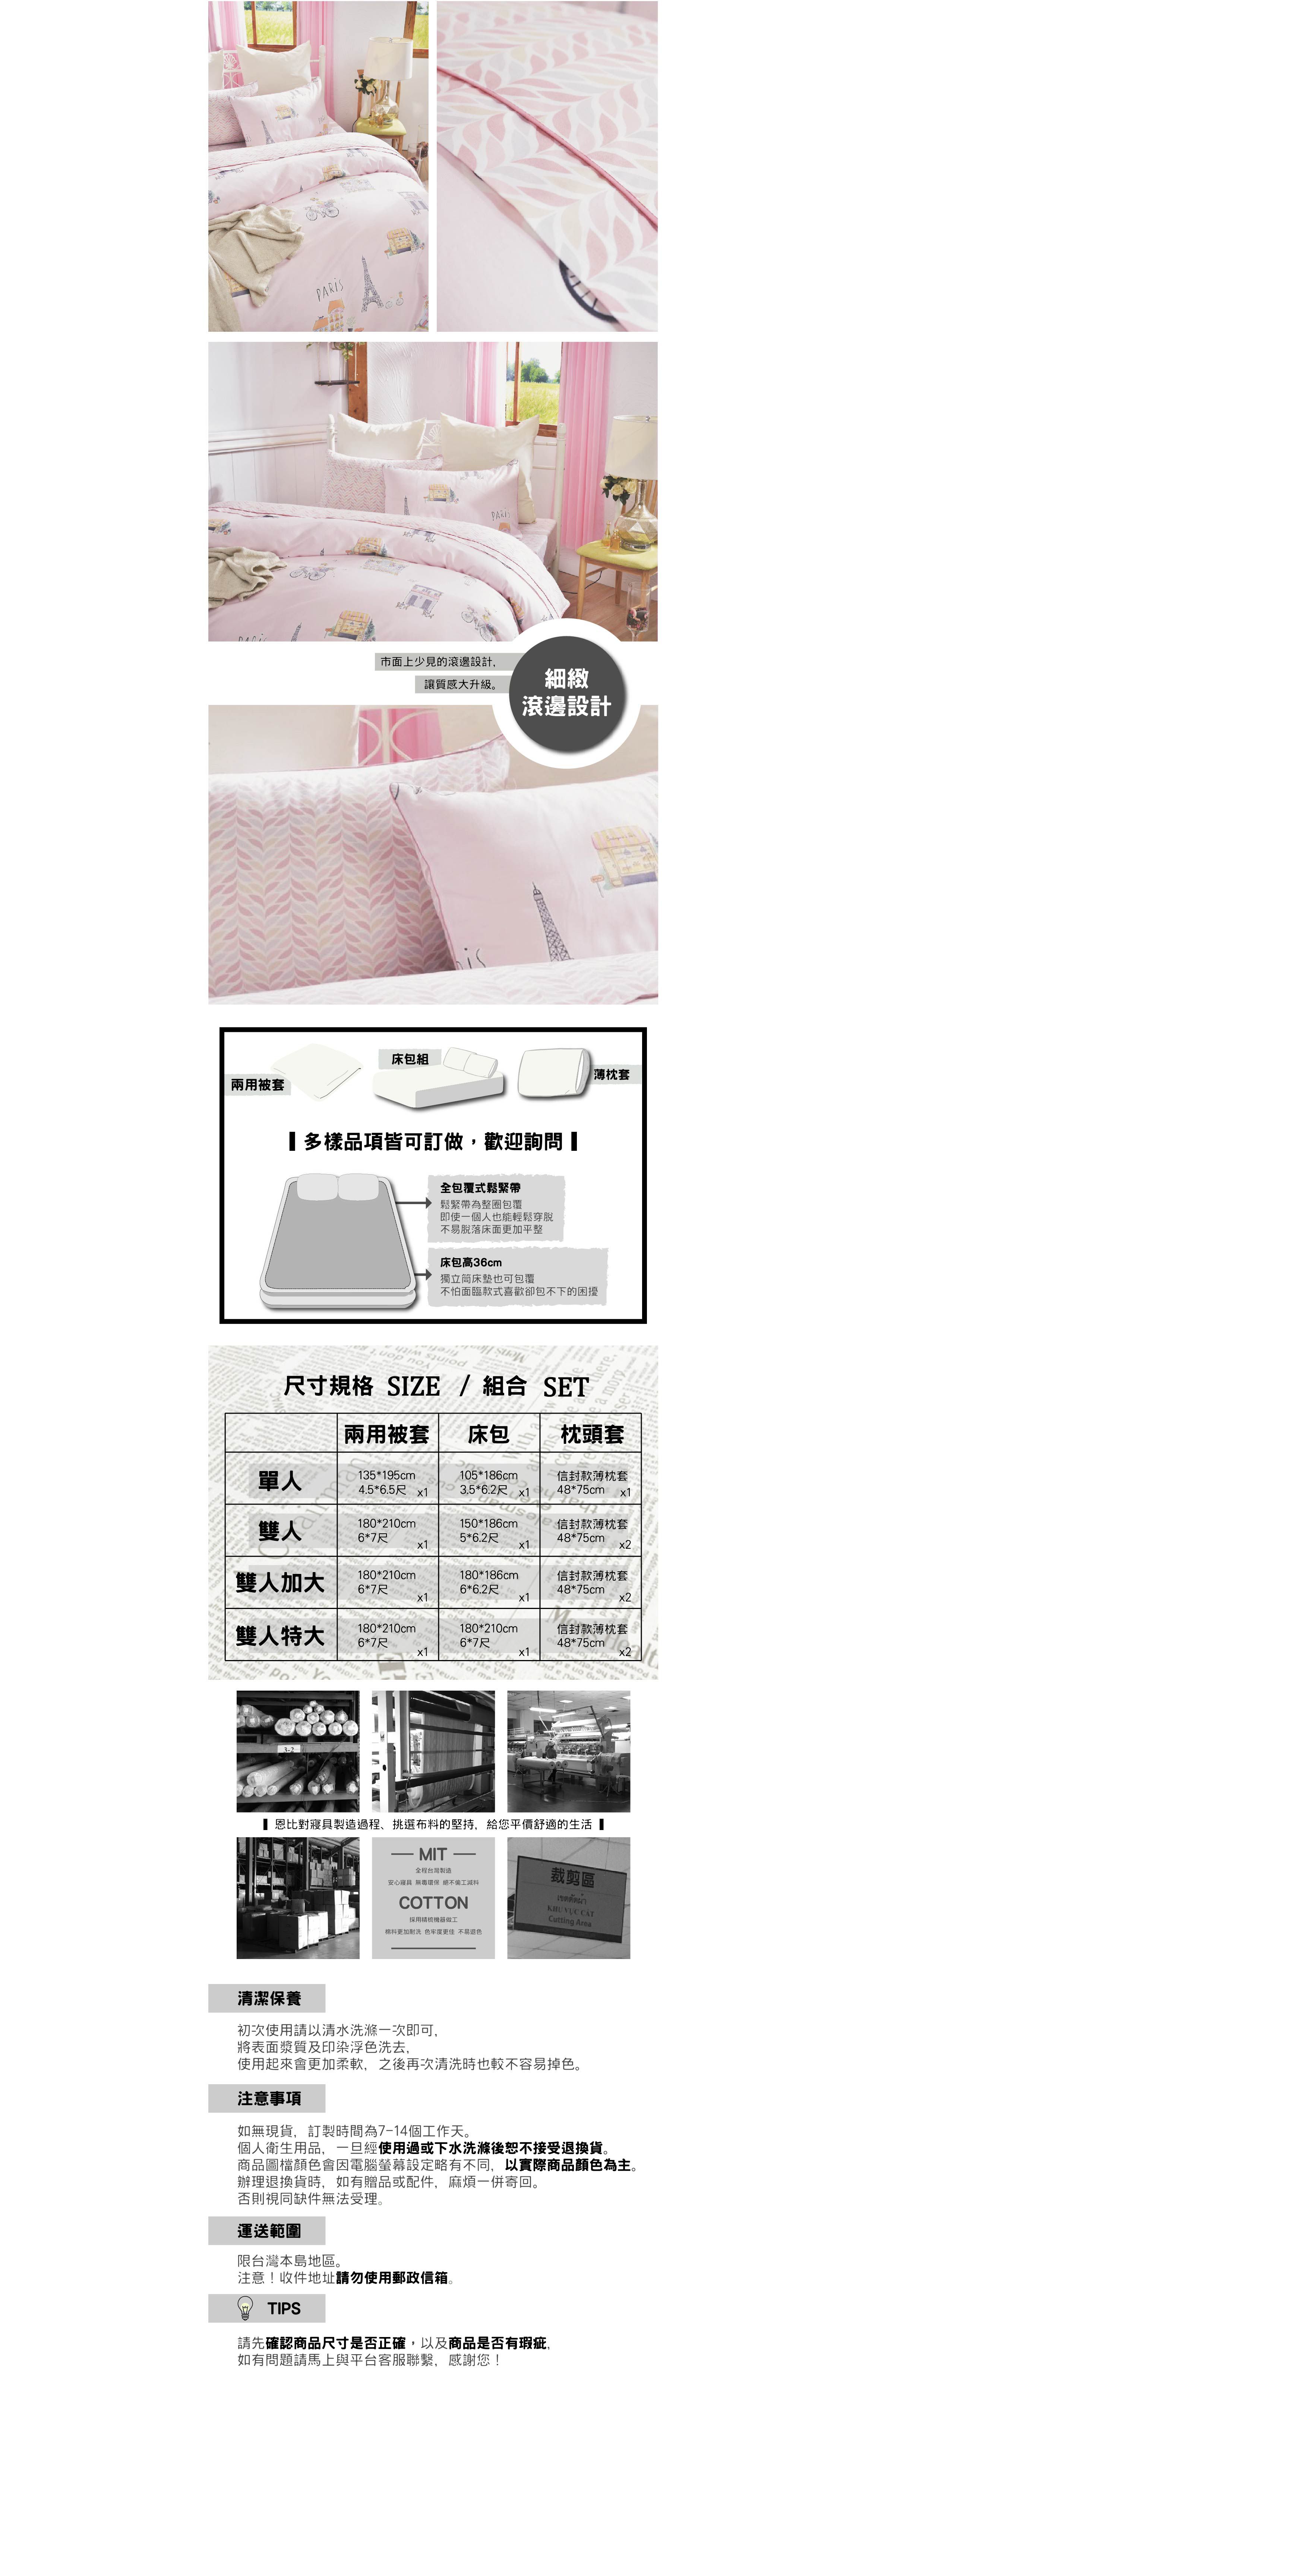 PARIS
PARIS
市面上少見的滾邊設計,
讓質感大升級。
細緻
滾邊設計
兩用被套
床包組
薄枕套
多樣品項皆可訂做，歡迎詢問
全包覆式鬆緊帶
鬆緊帶為整圈包覆
即使一個人也能輕鬆穿脫
不易脫落床面更加平整
床包高36cm
獨立筒床墊也可包覆
不怕面臨款式喜歡卻包不下的困擾
尺寸規格 SIZE / 組合 SET
兩用被套 床包 枕頭套
單人
135*195cm
4.5*6.5尺 x1
105*186cm
3.5*6.2尺 x1
信封款薄枕套
48*75cm x1
雙人
180*210cm
6*7尺 x1
150*186cm
5*6.2尺 x1
信封款薄枕套
48*75cm x2
雙人加大
180*210cm
6*7尺 x1
180*186cm
6*6.2尺 x1
信封款薄枕套
48*75cm x2
雙人特大
180*210cm
6*7尺 x1
180*210cm
6*7尺 x1
信封款薄枕套
48*75cm x2
3-2
恩比對寢具製造過程、挑選布料的堅持, 給您平價舒適的生活
MIT
全程台灣製造
安心寢具 無毒環保 絕不偷工減料
COTTON
採用精梳機器做工
棉料更加耐洗 色牢度更佳 不易退色
裁剪區
เขตตัดผ้า
KHU VỰC CẮT
Cutting Area
清潔保養
初次使用請以清水洗滌一次即可,
將表面漿質及印染浮色洗去,
使用起來會更加柔軟, 之後再次清洗時也較不容易掉色。
注意事項
如無現貨, 訂製時間為7-14個工作天。
個人衛生用品, 一旦經使用過或下水洗滌後恕不接受退換貨。
商品圖檔顏色會因電腦螢幕設定略有不同, 以實際商品顏色為主。
辦理退換貨時, 如有贈品或配件, 麻煩一併寄回。
否則視同缺件無法受理。
運送範圍
限台灣本島地區。
注意！收件地址請勿使用郵政信箱。
TIPS
請先確認商品尺寸是否正確，以及商品是否有瑕疵,
如有問題請馬上與平台客服聯繫, 感謝您！